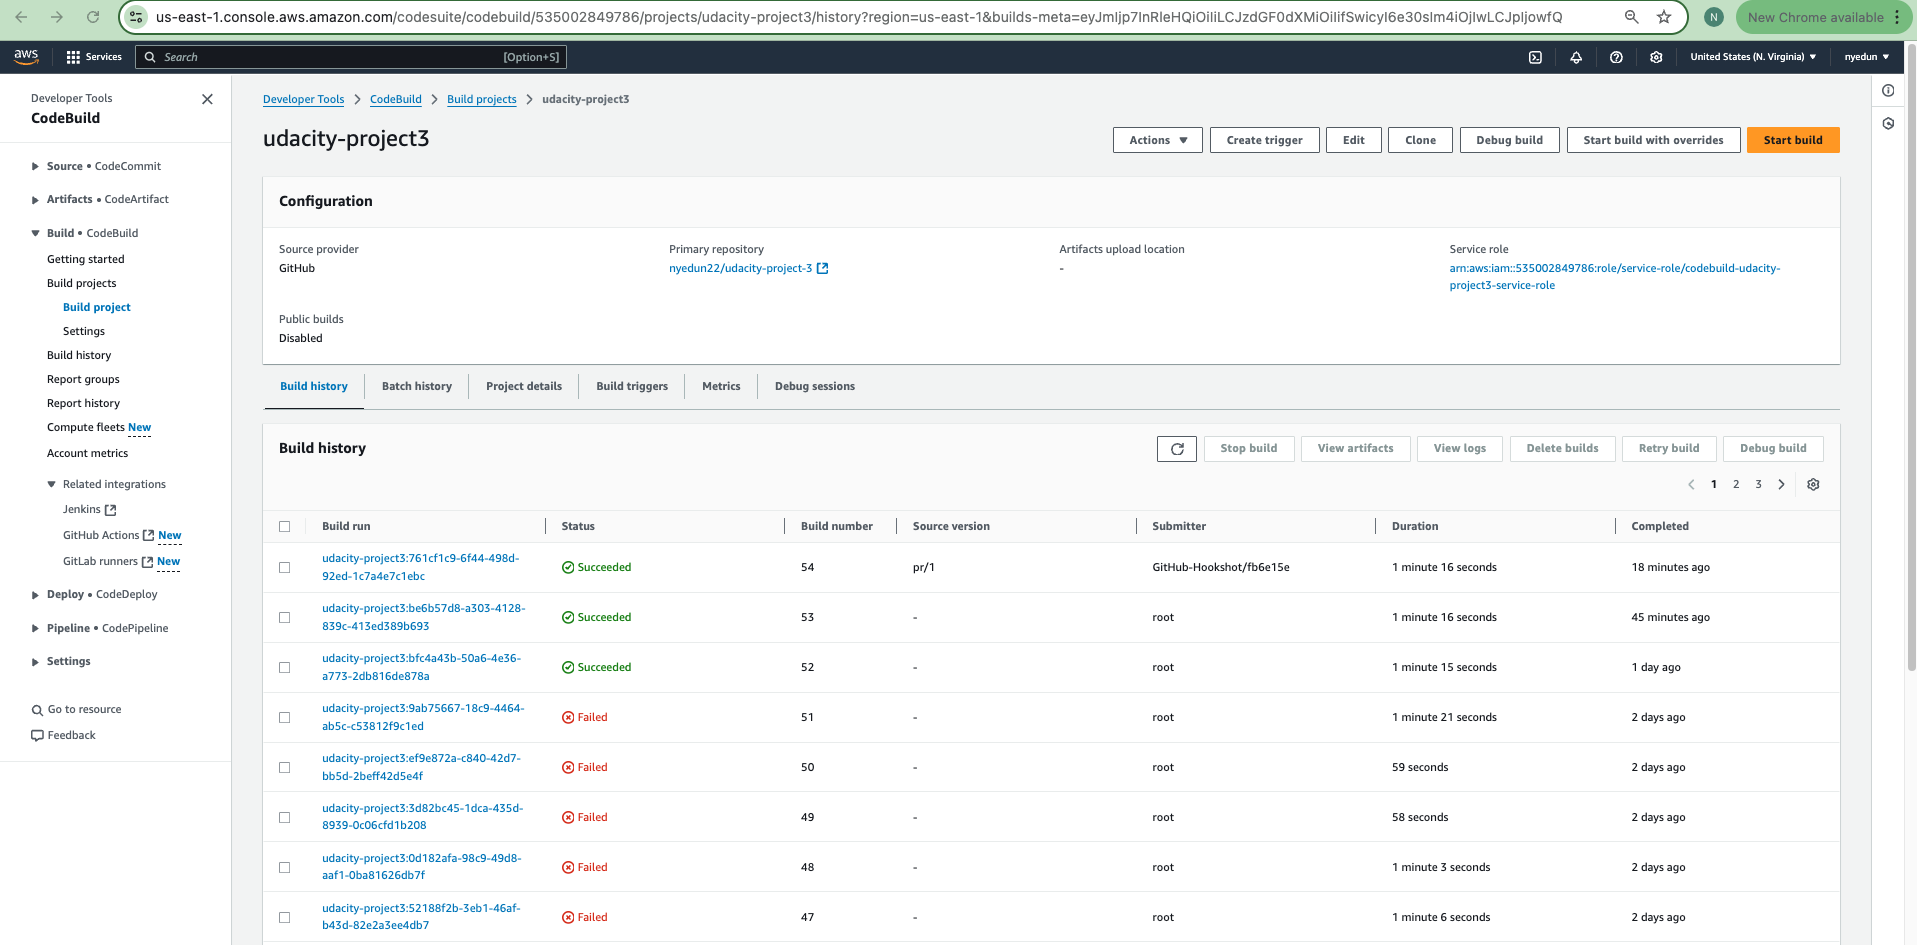 us-east-1.console.aws.amazon.com/codesuite/codebuild/535002849786/projects/udacity-project3/history?region=us-east-1&builds-meta=eyJmIjp7InRleHQiOiIiLCJzdGF0dXMiOiIifSwicyI6e30sIm4iOjIwLCJpIjowfQ
N
New Chrome available
aws
Services
Search
[Option+S]
United States (N. Virginia)
nyedun
Developer Tools
CodeBuild
Source • CodeCommit
Artifacts • CodeArtifact
Build • CodeBuild
Getting started
Build projects
Build project
Settings
Build history
Report groups
Report history
Compute fleets New
Account metrics
Related integrations
Jenkins
GitHub Actions New
GitLab runners New
Deploy • CodeDeploy
Pipeline • CodePipeline
Settings
Go to resource
Feedback
Developer Tools > CodeBuild > Build projects > udacity-project3
udacity-project3
Actions
Create trigger
Edit
Clone
Debug build
Start build with overrides
Start build
Configuration
Source provider
GitHub
Primary repository
nyedun22/udacity-project-3
Artifacts upload location
-
Service role
arn:aws:iam::535002849786:role/service-role/codebuild-udacity-
project3-service-role
Public builds
Disabled
Build history
Batch history
Project details
Build triggers
Metrics
Debug sessions
Build history
Stop build
View artifacts
View logs
Delete builds
Retry build
Debug build
< 1 2 3 >
Build run
Status
Build number
Source version
Submitter
Duration
Completed
udacity-project3:761cf1c9-6f44-498d-
92ed-1c7a4e7c1ebc
Succeeded
54
pr/1
GitHub-Hookshot/fb6e15e
1 minute 16 seconds
18 minutes ago
udacity-project3:be6b57d8-a303-4128-
839c-413ed389b693
Succeeded
53
-
root
1 minute 16 seconds
45 minutes ago
udacity-project3:bfc4a43b-50a6-4e36-
a773-2db816de878a
Succeeded
52
-
root
1 minute 15 seconds
1 day ago
udacity-project3:9ab75667-18c9-4464-
ab5c-c53812f9c1ed
Failed
51
-
root
1 minute 21 seconds
2 days ago
udacity-project3:ef9e872a-c840-42d7-
bb5d-2beff42d5e4f
Failed
50
-
root
59 seconds
2 days ago
udacity-project3:3d82bc45-1dca-435d-
8939-0c06cfd1b208
Failed
49
-
root
58 seconds
2 days ago
udacity-project3:0d182afa-98c9-49d8-
aaf1-0ba81626db7f
Failed
48
-
root
1 minute 3 seconds
2 days ago
udacity-project3:52188f2b-3eb1-46af-
b43d-82e2a3ee4db7
Failed
47
-
root
1 minute 6 seconds
2 days ago